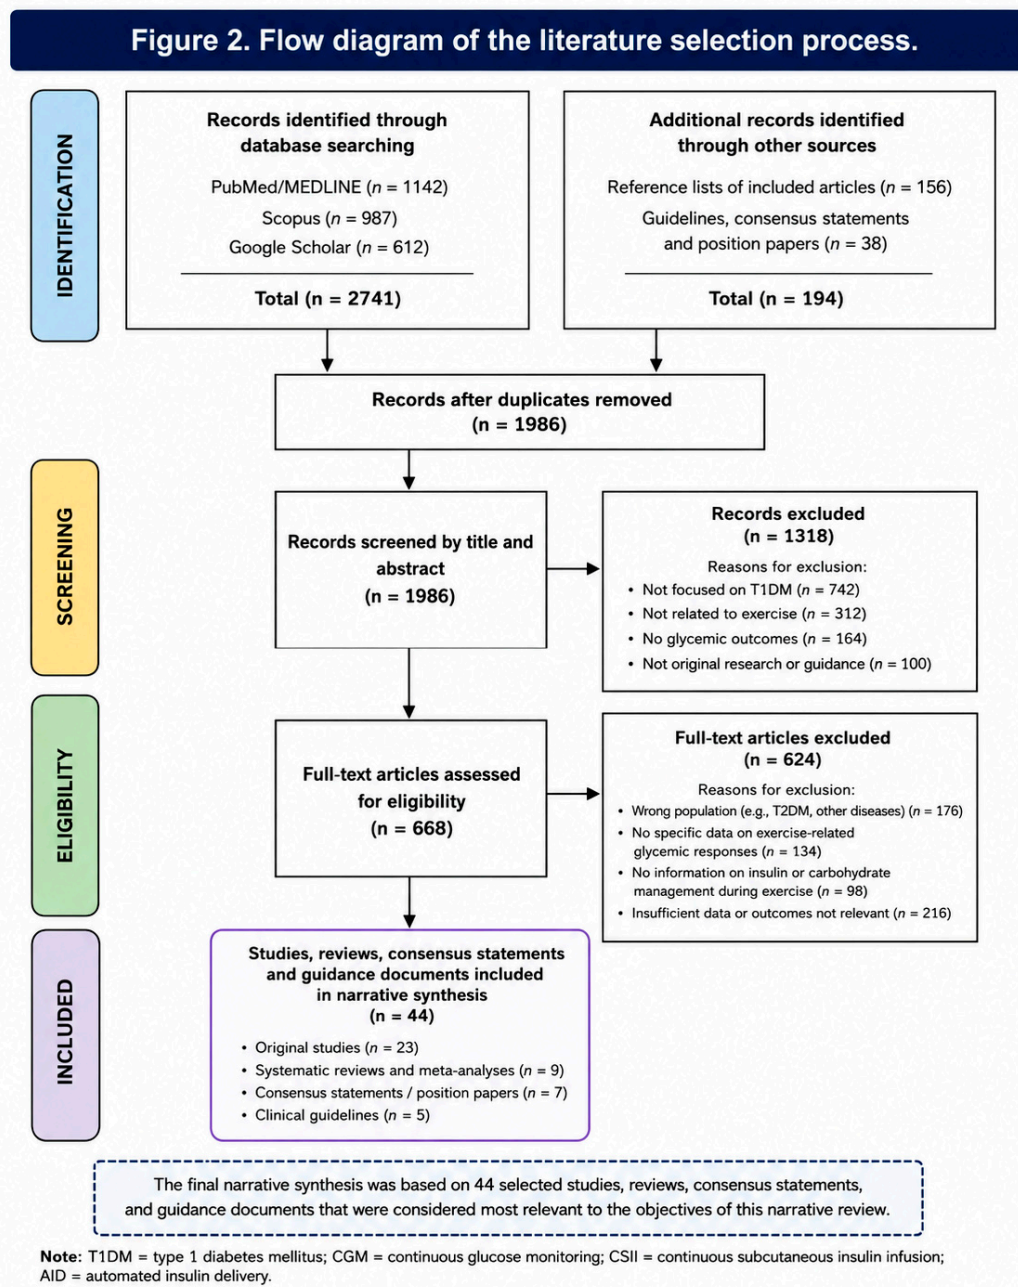 Figure 2. Flow diagram of the literature selection process.
IDENTIFICATION
Records identified through
database searching
PubMed/MEDLINE (n = 1142)
Scopus (n = 987)
Google Scholar (n = 612)
Total (n = 2741)
Additional records identified
through other sources
Reference lists of included articles (n = 156)
Guidelines, consensus statements
and position papers (n = 38)
Total (n = 194)
Records after duplicates removed
(n = 1986)
SCREENING
Records screened by title and
abstract
(n = 1986)
Records excluded
(n = 1318)
Reasons for exclusion:
• Not focused on T1DM (n = 742)
• Not related to exercise (n = 312)
• No glycemic outcomes (n = 164)
• Not original research or guidance (n = 100)
ELIGIBILITY
Full-text articles assessed
for eligibility
(n = 668)
Full-text articles excluded
(n = 624)
Reasons for exclusion:
• Wrong population (e.g., T2DM, other diseases) (n = 176)
• No specific data on exercise-related
glycemic responses (n = 134)
• No information on insulin or carbohydrate
management during exercise (n = 98)
• Insufficient data or outcomes not relevant (n = 216)
INCLUDED
Studies, reviews, consensus statements
and guidance documents included
in narrative synthesis
(n = 44)
• Original studies (n = 23)
• Systematic reviews and meta-analyses (n = 9)
• Consensus statements / position papers (n = 7)
• Clinical guidelines (n = 5)
The final narrative synthesis was based on 44 selected studies, reviews, consensus statements,
and guidance documents that were considered most relevant to the objectives of this narrative review.
Note: T1DM = type 1 diabetes mellitus; CGM = continuous glucose monitoring; CSII = continuous subcutaneous insulin infusion;
AID = automated insulin delivery.